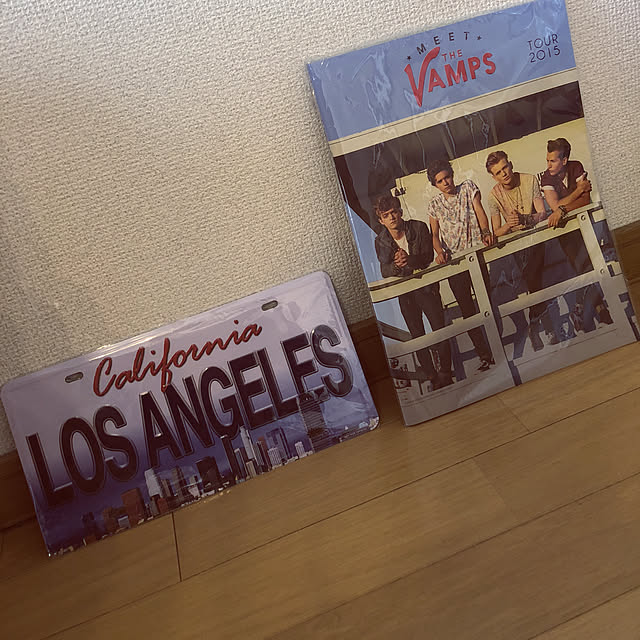 California
LOS ANGELES
MEET
THE
VAMPS
TOUR
2015